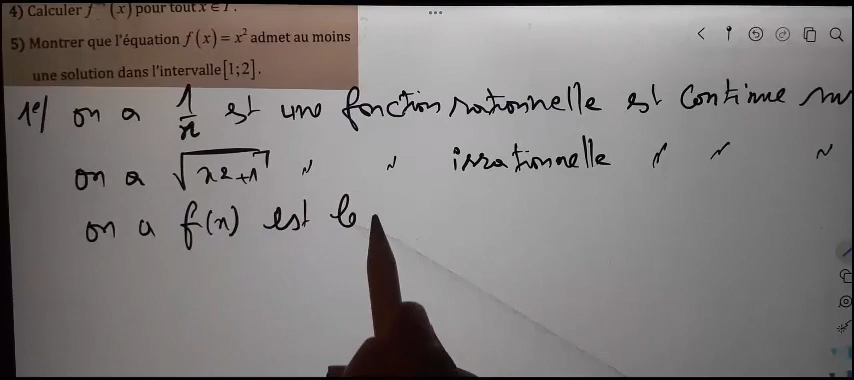 4) Calculer f (x) pour tout x ∈ I .
5) Montrer que l'équation f(x) = x² admet au moins
une solution dans l'intervalle [1;2].
1°/ on a 1/x est une fonction rationnelle est continue
on a √x²+1 〃 〃 irrationnelle 〃 〃 〃
on a f(x) est le